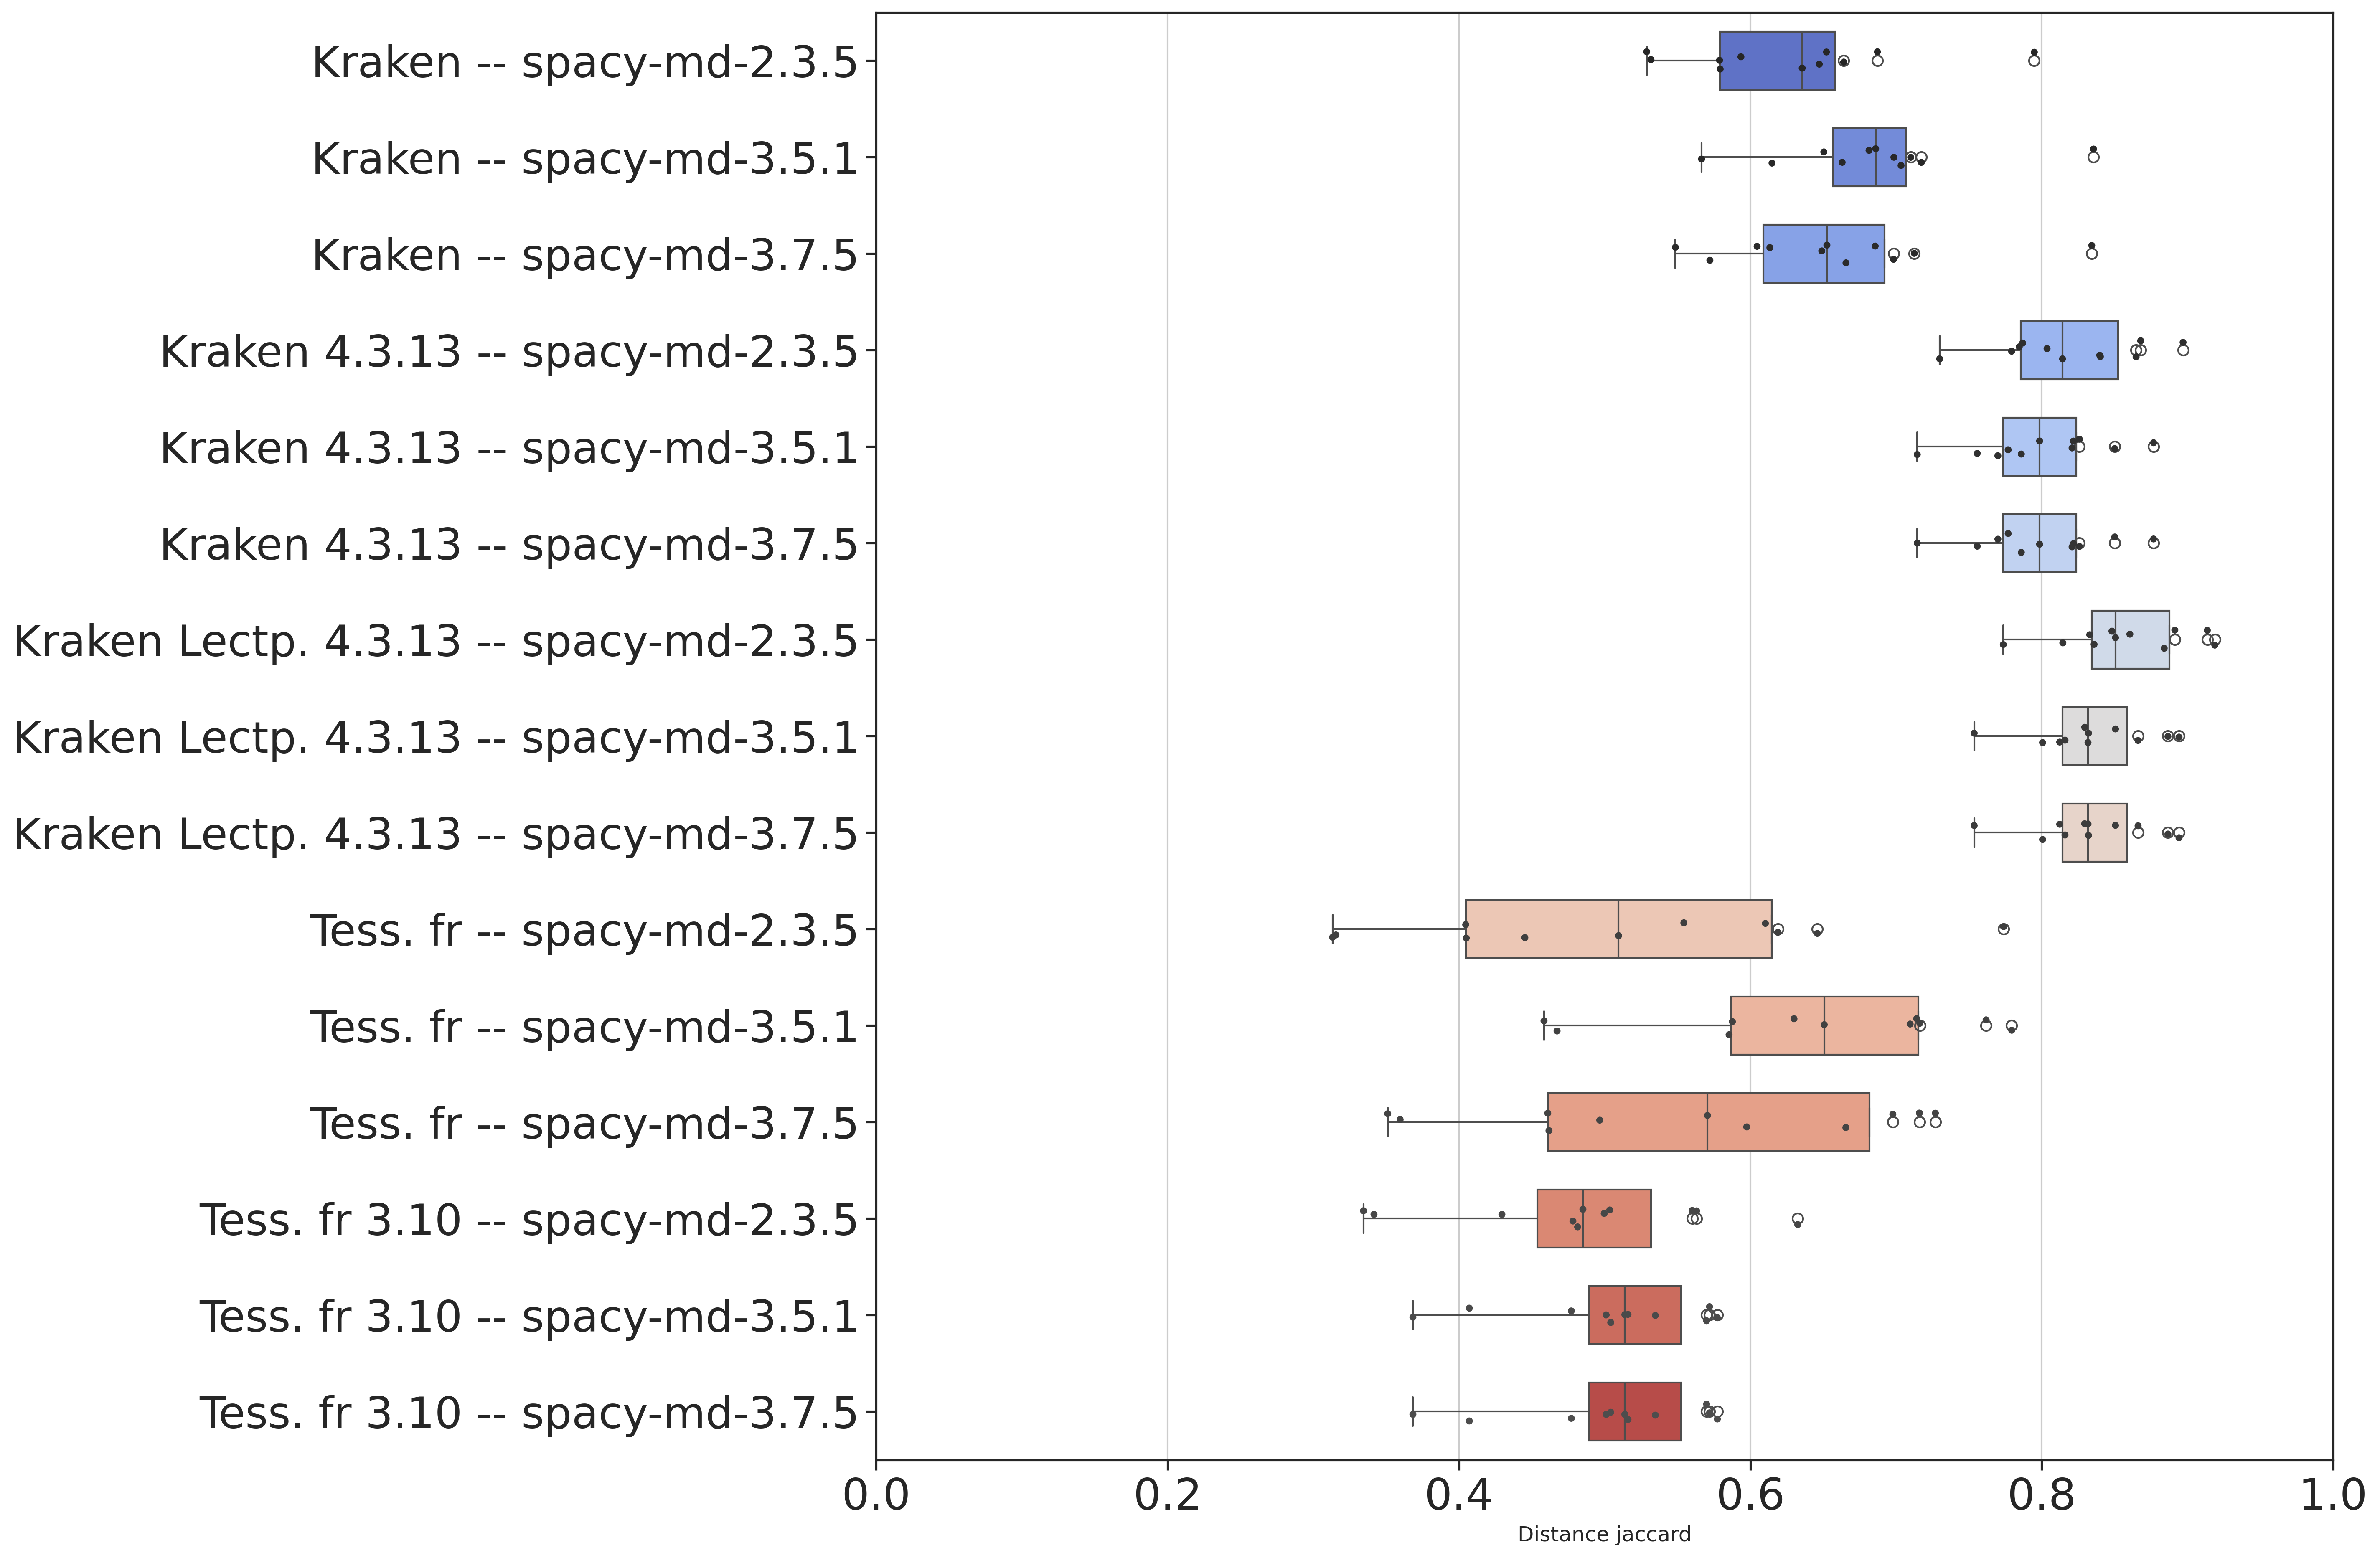 Kraken -- spacy-md-2.3.5
Kraken -- spacy-md-3.5.1
Kraken -- spacy-md-3.7.5
Kraken 4.3.13 -- spacy-md-2.3.5
Kraken 4.3.13 -- spacy-md-3.5.1
Kraken 4.3.13 -- spacy-md-3.7.5
Kraken Lectp. 4.3.13 -- spacy-md-2.3.5
Kraken Lectp. 4.3.13 -- spacy-md-3.5.1
Kraken Lectp. 4.3.13 -- spacy-md-3.7.5
Tess. fr -- spacy-md-2.3.5
Tess. fr -- spacy-md-3.5.1
Tess. fr -- spacy-md-3.7.5
Tess. fr 3.10 -- spacy-md-2.3.5
Tess. fr 3.10 -- spacy-md-3.5.1
Tess. fr 3.10 -- spacy-md-3.7.5
0.0 0.2 0.4 0.6 0.8 1.0
Distance jaccard